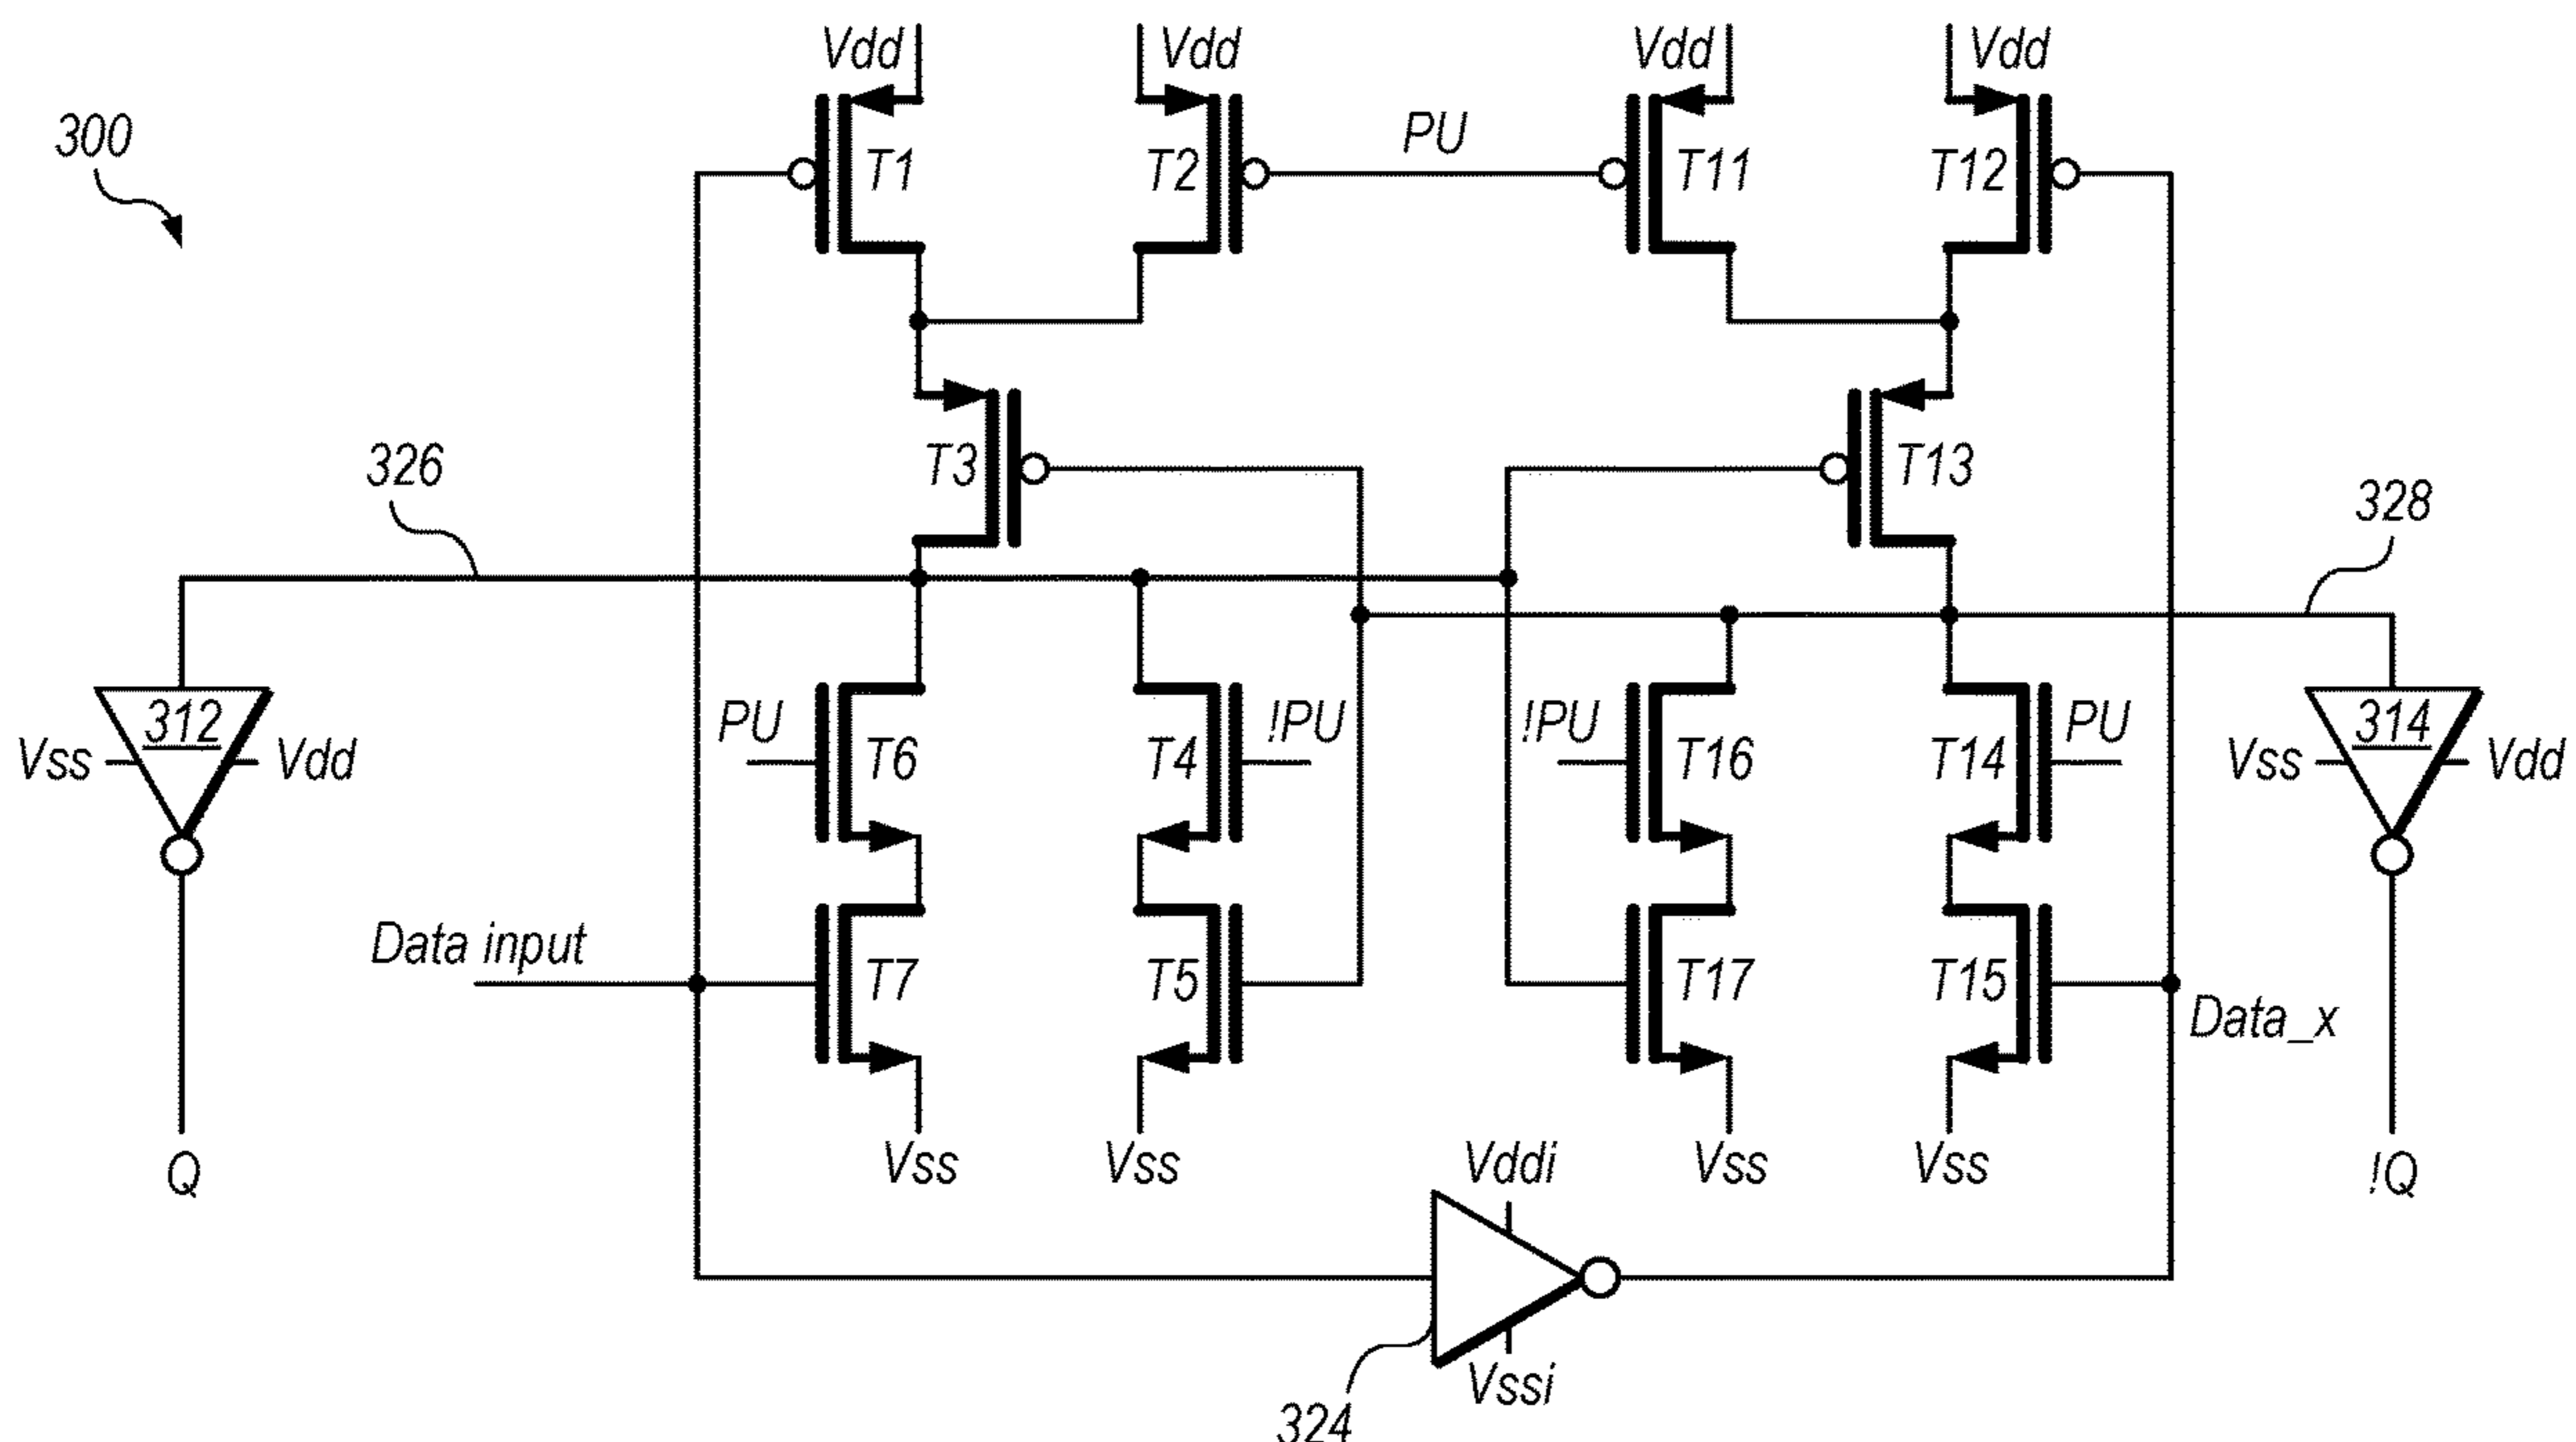 Vdd
Vdd
Vdd
Vdd
300
PU
T1
T2
T11
T12
326
T3
T13
328
312
PU
T6
T4
!PU
!PU
T16
T14
PU
314
Vss
Vdd
Vss
Vdd
Data input
T7
T5
T17
T15
Data_x
Q
Vss
Vss
Vddi
Vss
Vss
!Q
Vssi
324